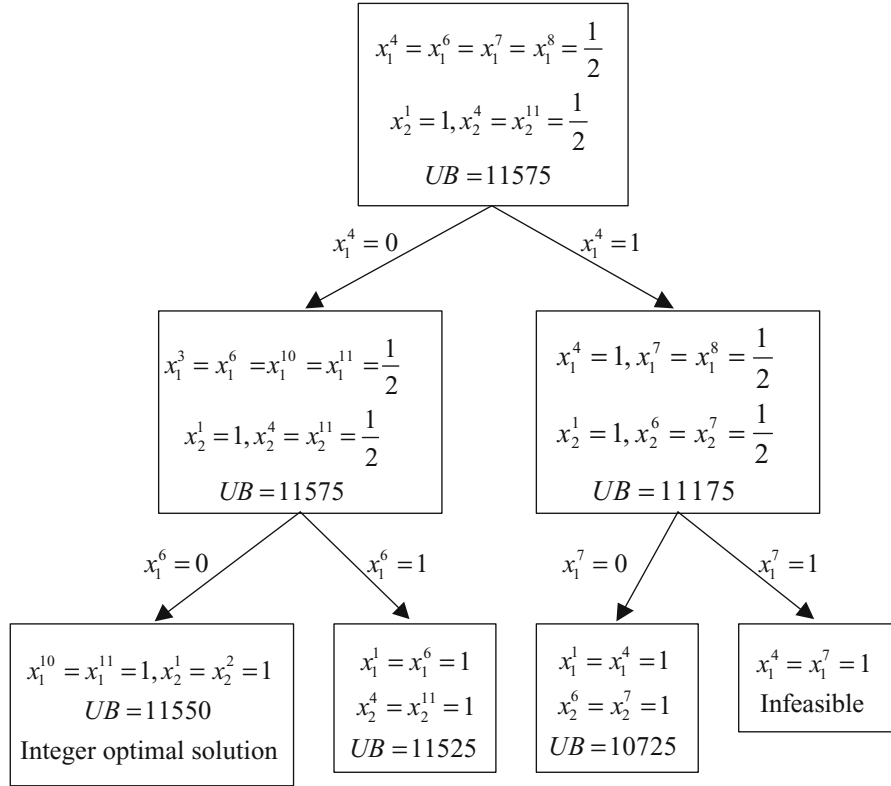 x_1^4 = x_1^6 = x_1^7 = x_1^8 = 1/2
x_2^1 = 1, x_2^4 = x_2^11 = 1/2
UB = 11575
x_1^4 = 0
x_1^4 = 1
x_1^3 = x_1^6 = x_1^10 = x_1^11 = 1/2
x_2^1 = 1, x_2^4 = x_2^11 = 1/2
UB = 11575
x_1^4 = 1, x_1^7 = x_1^8 = 1/2
x_2^1 = 1, x_2^6 = x_2^7 = 1/2
UB = 11175
x_1^6 = 0
x_1^6 = 1
x_1^7 = 0
x_1^7 = 1
x_1^10 = x_1^11 = 1, x_2^1 = x_2^2 = 1
UB = 11550
Integer optimal solution
x_1^1 = x_1^6 = 1
x_2^4 = x_2^11 = 1
UB = 11525
x_1^1 = x_1^4 = 1
x_2^6 = x_2^7 = 1
UB = 10725
x_1^4 = x_1^7 = 1
Infeasible